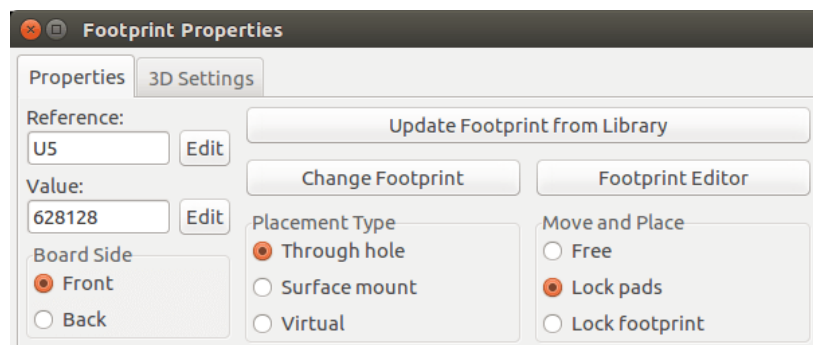 Footprint Properties
Properties
3D Settings
Reference:
U5
Edit
Update Footprint from Library
Value:
628128
Edit
Change Footprint
Footprint Editor
Board Side
Front
Back
Placement Type
Through hole
Surface mount
Virtual
Move and Place
Free
Lock pads
Lock footprint